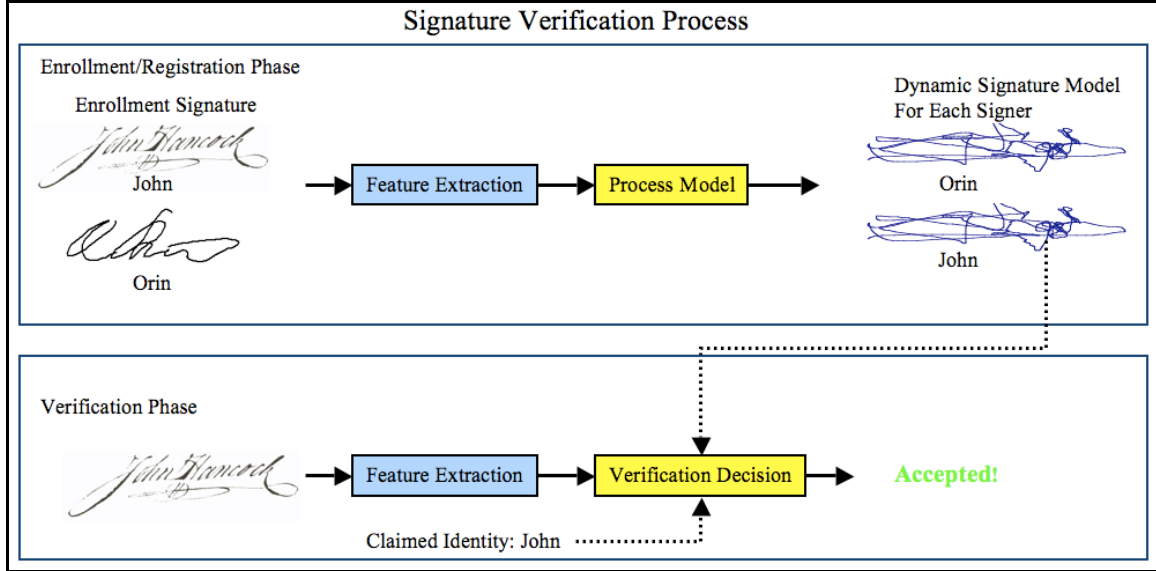 Signature Verification Process
Enrollment/Registration Phase
Enrollment Signature
John Hancock
John
Orin
Feature Extraction
Process Model
Dynamic Signature Model
For Each Signer
Orin
John
Verification Phase
John Hancock
Feature Extraction
Verification Decision
Accepted!
Claimed Identity: John